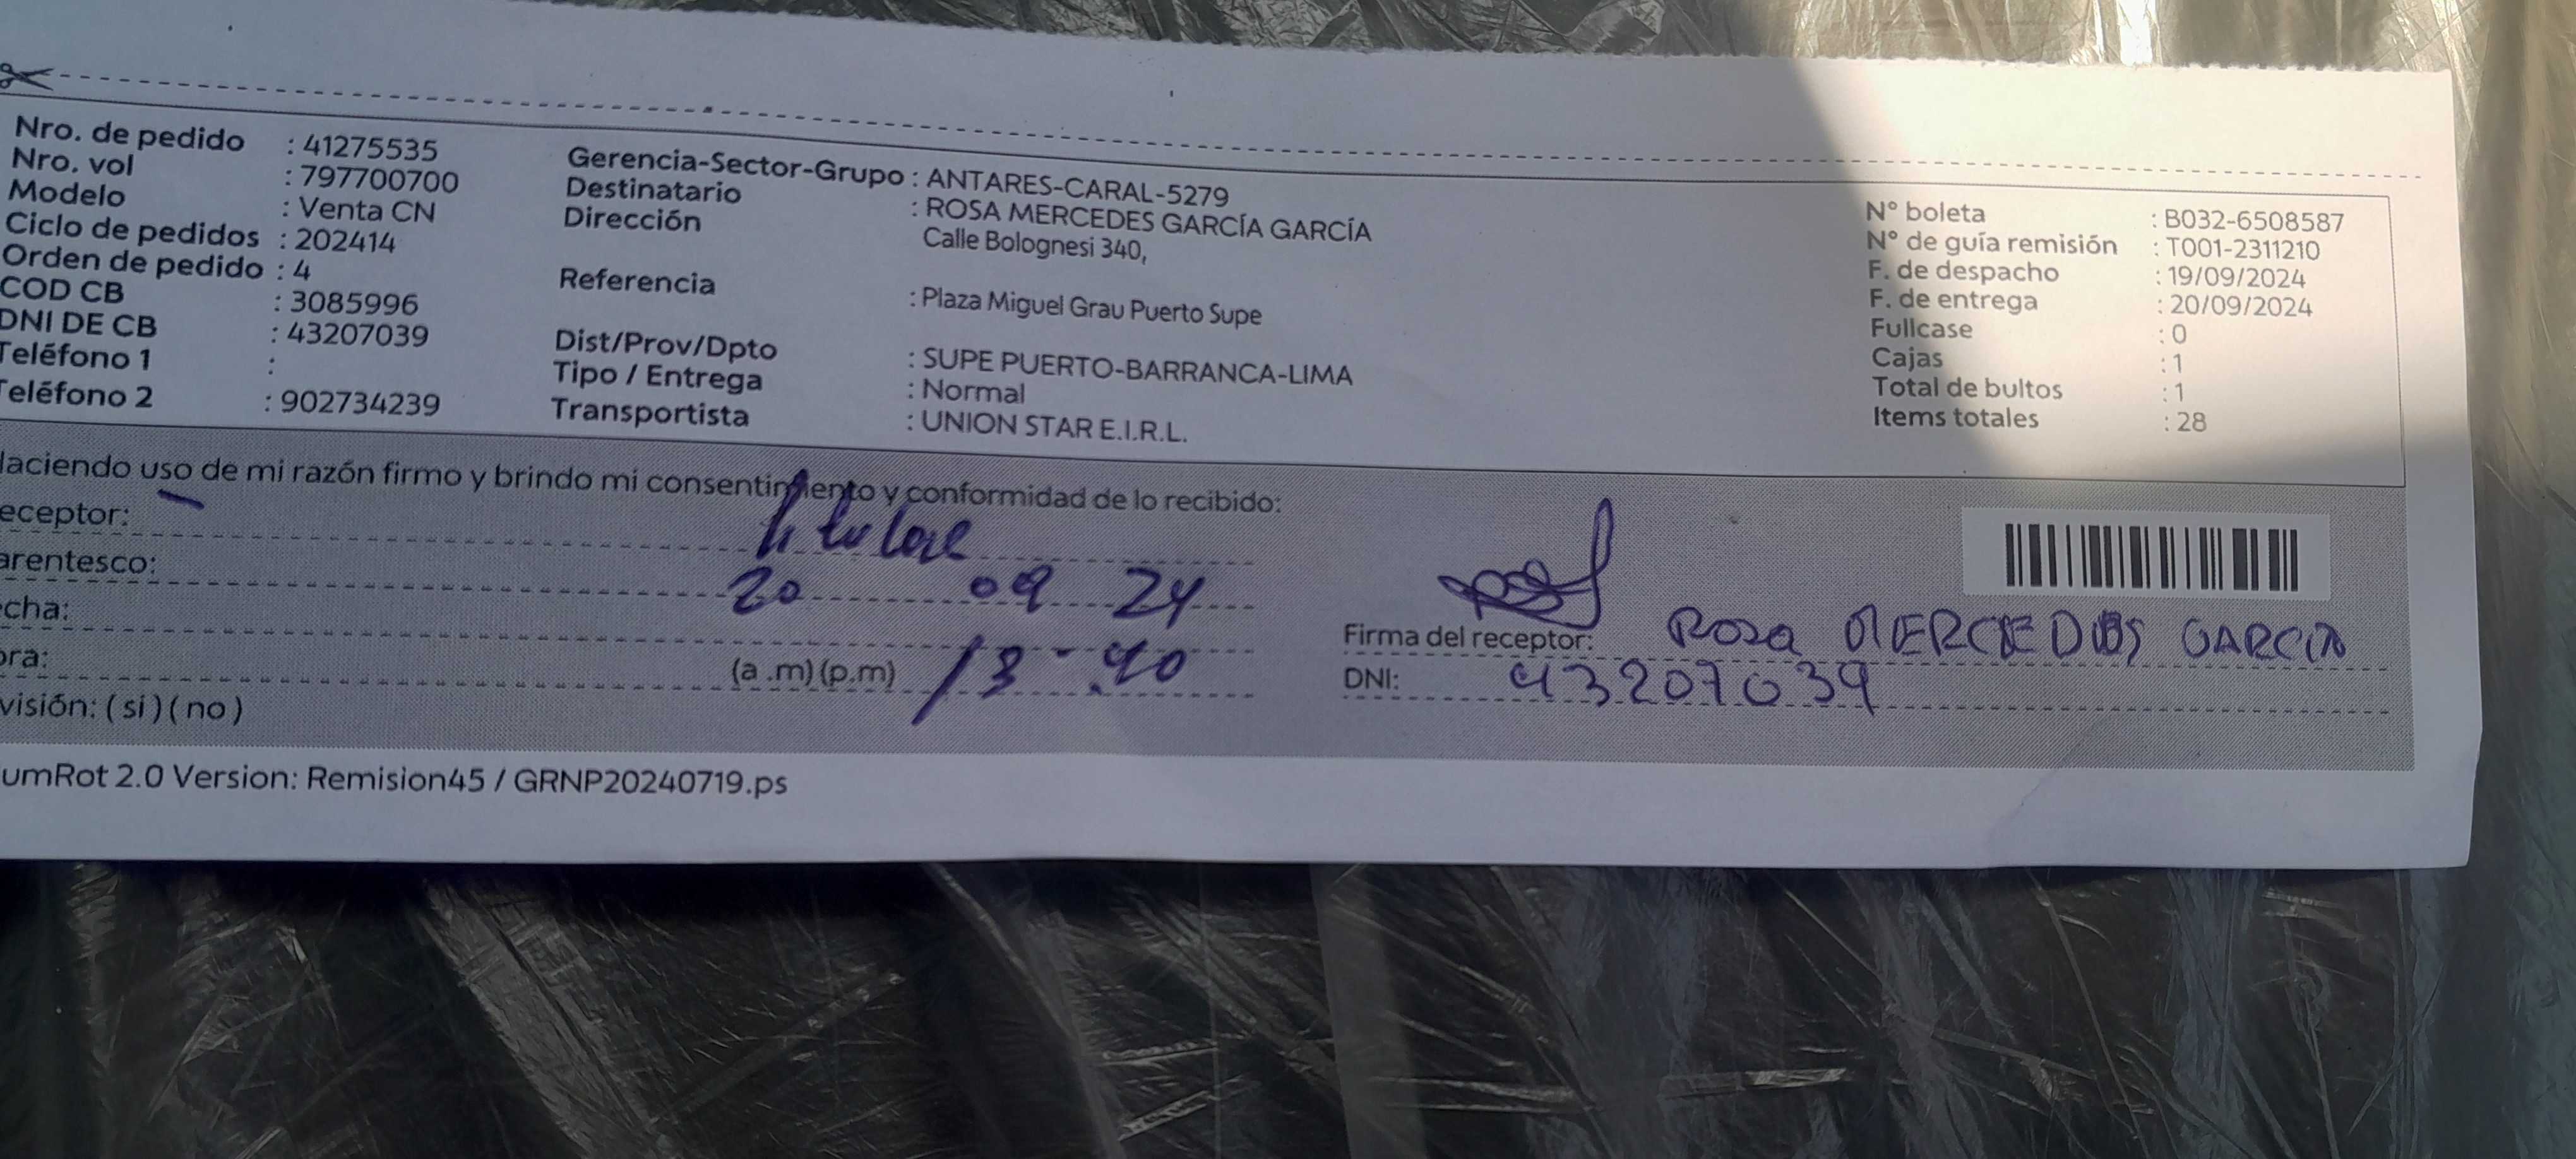 Nro. de pedido : 41275535
Nro. vol : 797700700
Modelo : Venta CN
Ciclo de pedidos : 202414
Orden de pedido : 4
COD CB : 3085996
DNI DE CB : 43207039
Teléfono 1 :
Teléfono 2 : 902734239
Gerencia-Sector-Grupo : ANTARES-CARAL-5279
Destinatario : ROSA MERCEDES GARCÍA GARCÍA
Dirección Calle Bolognesi 340,
Referencia : Plaza Miguel Grau Puerto Supe
Dist/Prov/Dpto : SUPE PUERTO-BARRANCA-LIMA
Tipo / Entrega : Normal
Transportista : UNION STAR E.I.R.L.
N° boleta : B032-6508587
N° de guía remisión : T001-2311210
F. de despacho : 19/09/2024
F. de entrega : 20/09/2024
Fullcase : 0
Cajas : 1
Total de bultos : 1
Items totales : 28
Haciendo uso de mi razón firmo y brindo mi consentimiento y conformidad de lo recibido:
eceptor:
arentesco: titular
cha: 20 09 24
ora: (a .m) (p.m) 13-40
visión: ( si ) ( no )
Firma del receptor: Rosa MERCEDES GARCIA
DNI: 43207039
umRot 2.0 Version: Remision45 / GRNP20240719.ps